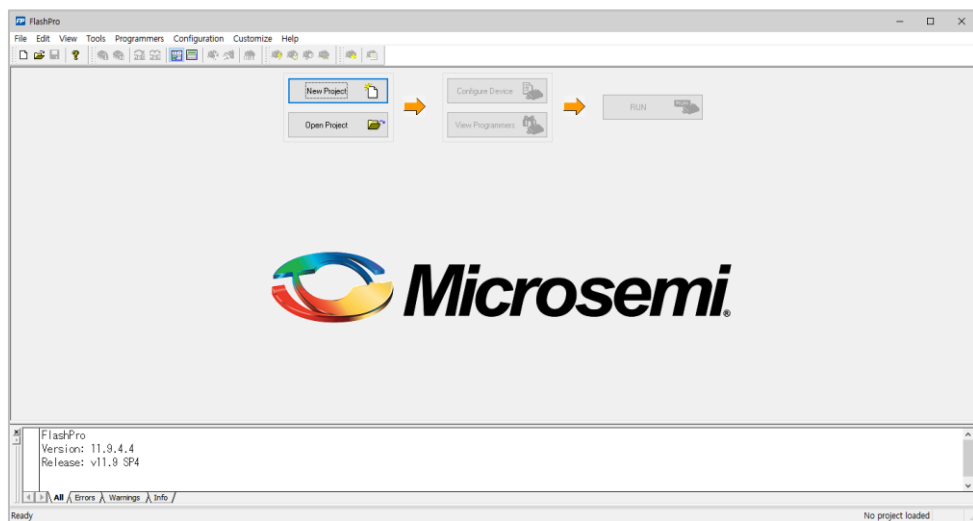 FlashPro
File Edit View Tools Programmers Configuration Customize Help
New Project
Configure Device
RUN
Open Project
View Programmers
Microsemi
FlashPro
Version: 11.9.4.4
Release: v11.9 SP4
All Errors Warnings Info
Ready
No project loaded